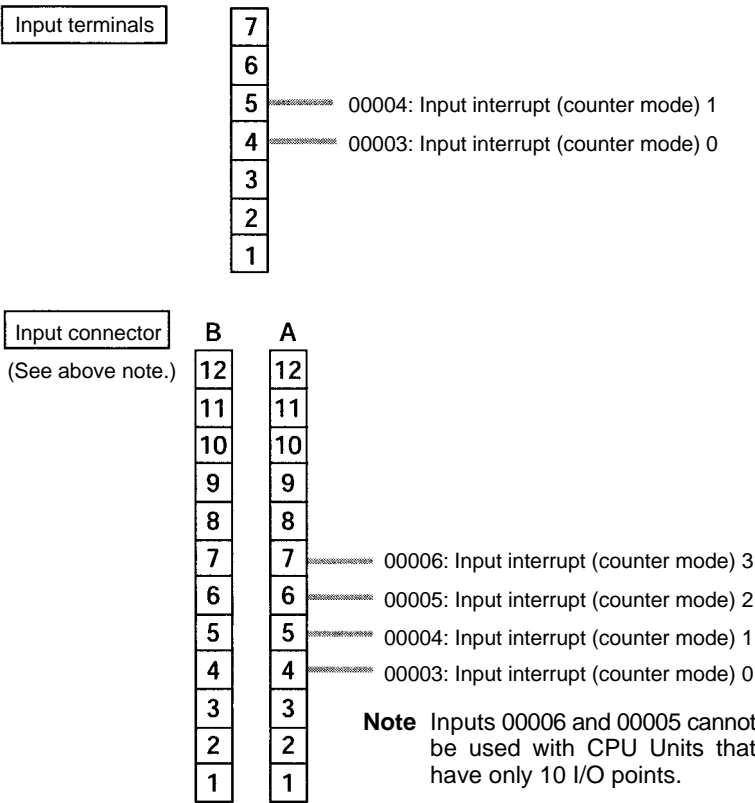 Input terminals
7
6
5 00004: Input interrupt (counter mode) 1
4 00003: Input interrupt (counter mode) 0
3
2
1
Input connector B A
(See above note.) 12 12
11 11
10 10
9 9
8 8
7 7 00006: Input interrupt (counter mode) 3
6 6 00005: Input interrupt (counter mode) 2
5 5 00004: Input interrupt (counter mode) 1
4 4 00003: Input interrupt (counter mode) 0
3 3
2 2
1 1
Note Inputs 00006 and 00005 cannot
be used with CPU Units that
have only 10 I/O points.